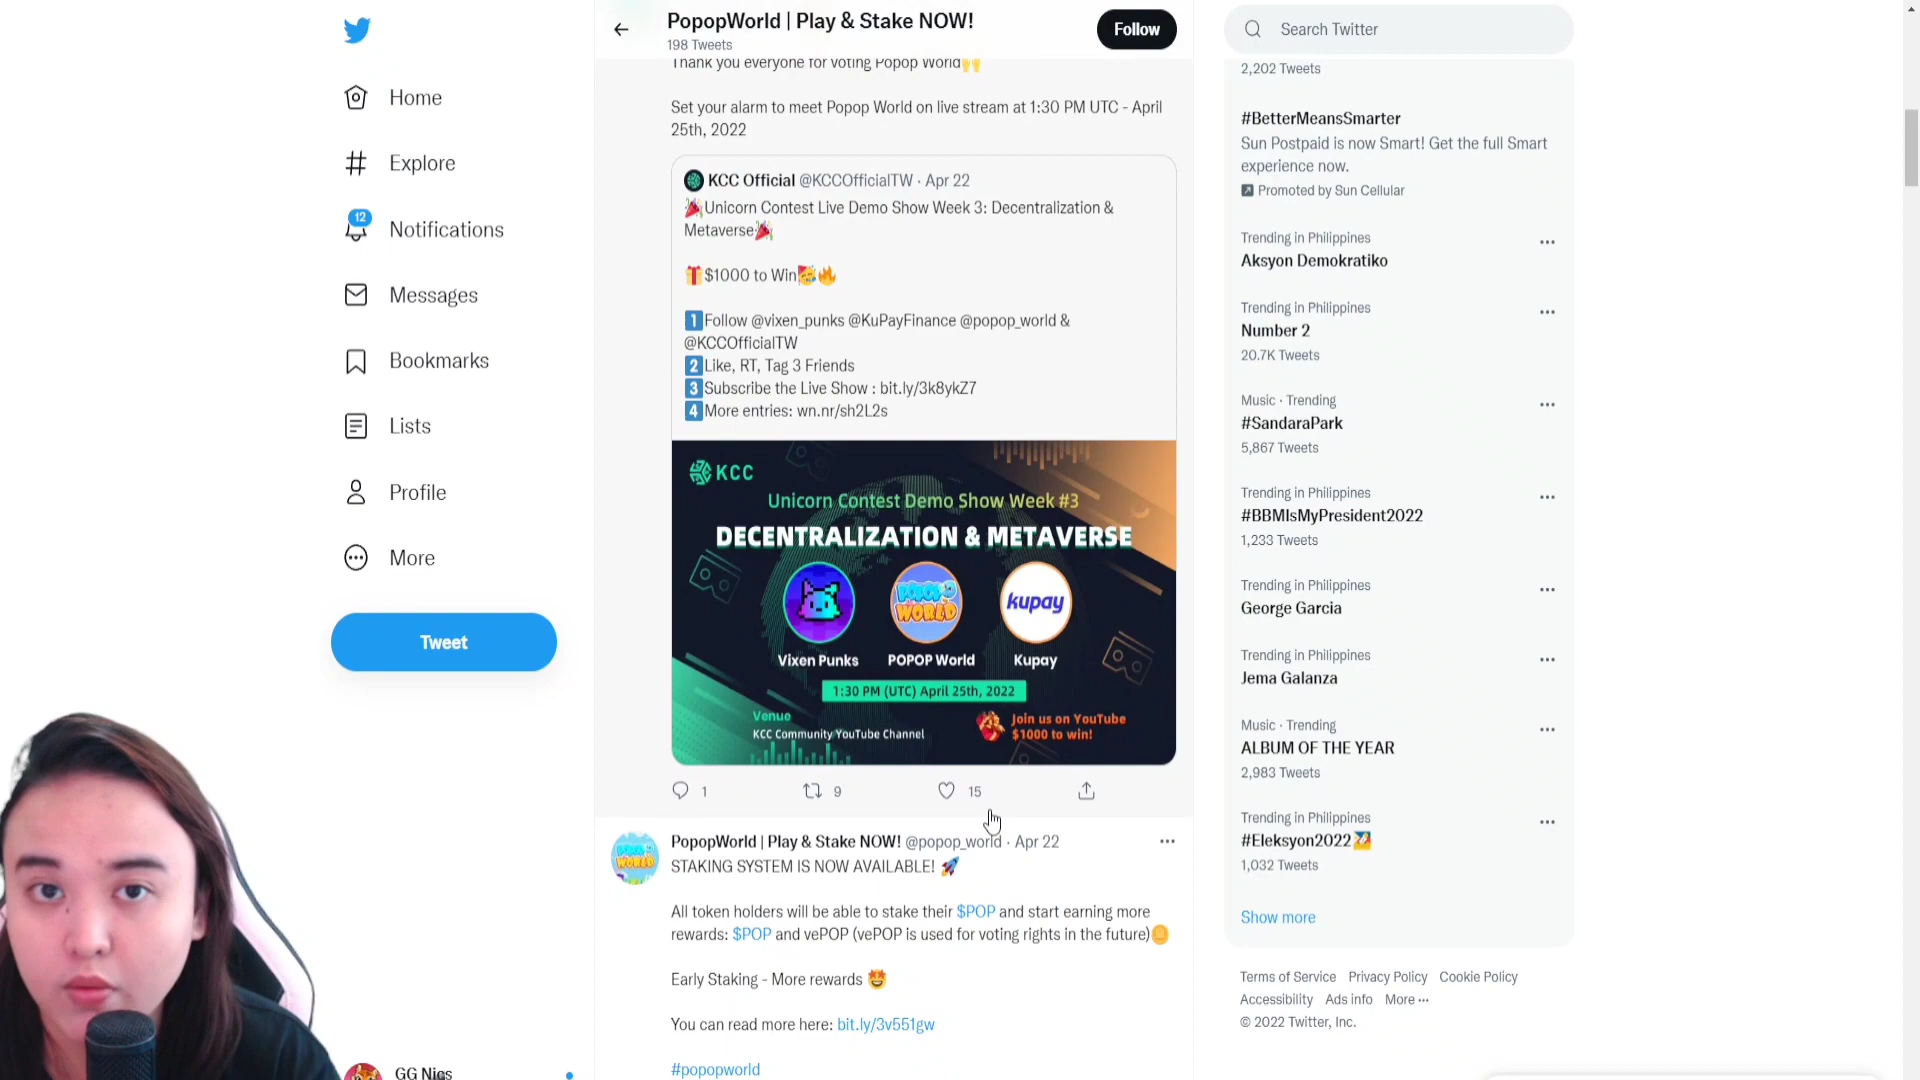 Home
Explore
12
Notifications
Messages
Bookmarks
Lists
Profile
More
Tweet
GG Nics
PopopWorld | Play & Stake NOW!
198 Tweets
Follow
Thank you everyone for voting Popop World🙌
Set your alarm to meet Popop World on live stream at 1:30 PM UTC - April
25th, 2022
KCC Official @KCCOfficialTW · Apr 22
🎉Unicorn Contest Live Demo Show Week 3: Decentralization &
Metaverse🎉
🎁$1000 to Win🥳🔥
1️⃣Follow @vixen_punks @KuPayFinance @popop_world &
@KCCOfficialTW
2️⃣Like, RT, Tag 3 Friends
3️⃣Subscribe the Live Show : bit.ly/3k8ykZ7
4️⃣More entries: wn.nr/sh2L2s
KCC
Unicorn Contest Demo Show Week #3
DECENTRALIZATION & METAVERSE
POPOP WORLD
kupay
Vixen Punks
POPOP World
Kupay
1:30 PM (UTC) April 25th, 2022
Venue
KCC Community YouTube Channel
Join us on YouTube
$1000 to win!
1
9
15
PopopWorld | Play & Stake NOW! @popop_world · Apr 22
STAKING SYSTEM IS NOW AVAILABLE! 🚀
All token holders will be able to stake their $POP and start earning more
rewards: $POP and vePOP (vePOP is used for voting rights in the future)🪙
Early Staking - More rewards 🤩
You can read more here: bit.ly/3v551gw
#popopworld
Search Twitter
2,202 Tweets
#BetterMeansSmarter
Sun Postpaid is now Smart! Get the full Smart
experience now.
Promoted by Sun Cellular
Trending in Philippines
Aksyon Demokratiko
Trending in Philippines
Number 2
20.7K Tweets
Music · Trending
#SandaraPark
5,867 Tweets
Trending in Philippines
#BBMIsMyPresident2022
1,233 Tweets
Trending in Philippines
George Garcia
Trending in Philippines
Jema Galanza
Music · Trending
ALBUM OF THE YEAR
2,983 Tweets
Trending in Philippines
#Eleksyon2022
1,032 Tweets
Show more
Terms of Service Privacy Policy Cookie Policy
Accessibility Ads info More ···
© 2022 Twitter, Inc.